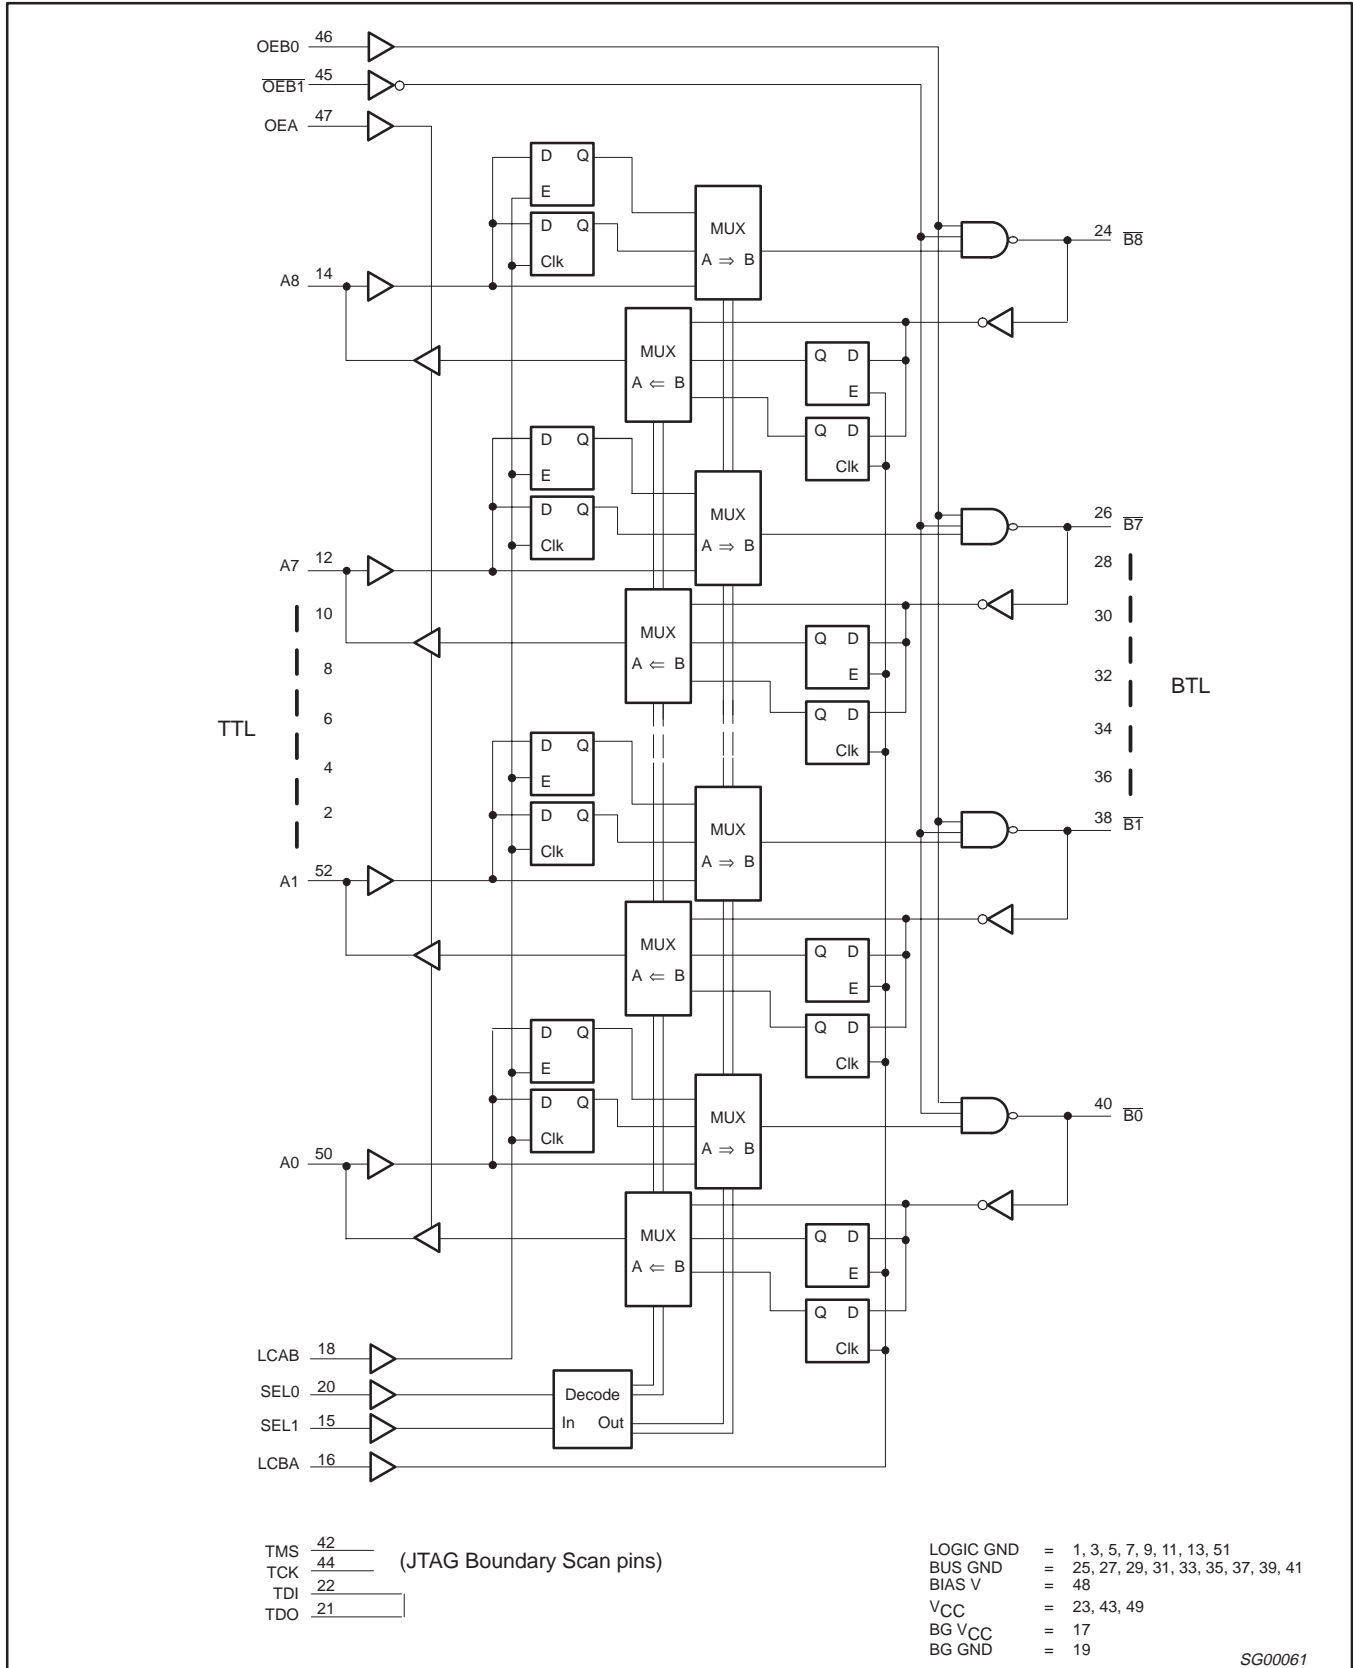 OEB0 46
OEB1 45
OEA 47
D Q
E
MUX
A ⇒ B
D Q
Clk
24 B8
A8 14
MUX
A ⇐ B
Q D
E
Q D
Clk
D Q
E
MUX
A ⇒ B
D Q
Clk
26 B7
A7 12
28
10
30
MUX
A ⇐ B
Q D
E
8
32
BTL
Q D
Clk
TTL
6
34
D Q
E
4
36
MUX
A ⇒ B
D Q
Clk
2
38 B1
A1 52
MUX
A ⇐ B
Q D
E
Q D
Clk
D Q
E
MUX
A ⇒ B
D Q
Clk
40 B0
A0 50
MUX
A ⇐ B
Q D
E
Q D
Clk
LCAB 18
SEL0 20
SEL1 15
LCBA 16
Decode
In Out
TMS 42
TCK 44
TDI 22
TDO 21
(JTAG Boundary Scan pins)
LOGIC GND = 1, 3, 5, 7, 9, 11, 13, 51
BUS GND = 25, 27, 29, 31, 33, 35, 37, 39, 41
BIAS V = 48
VCC = 23, 43, 49
BG VCC = 17
BG GND = 19
SG00061